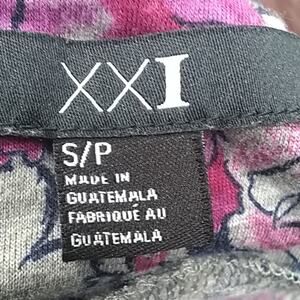 XXI
S/P
MADE IN
GUATEMALA
FABRIQUÉ AU
GUATEMALA